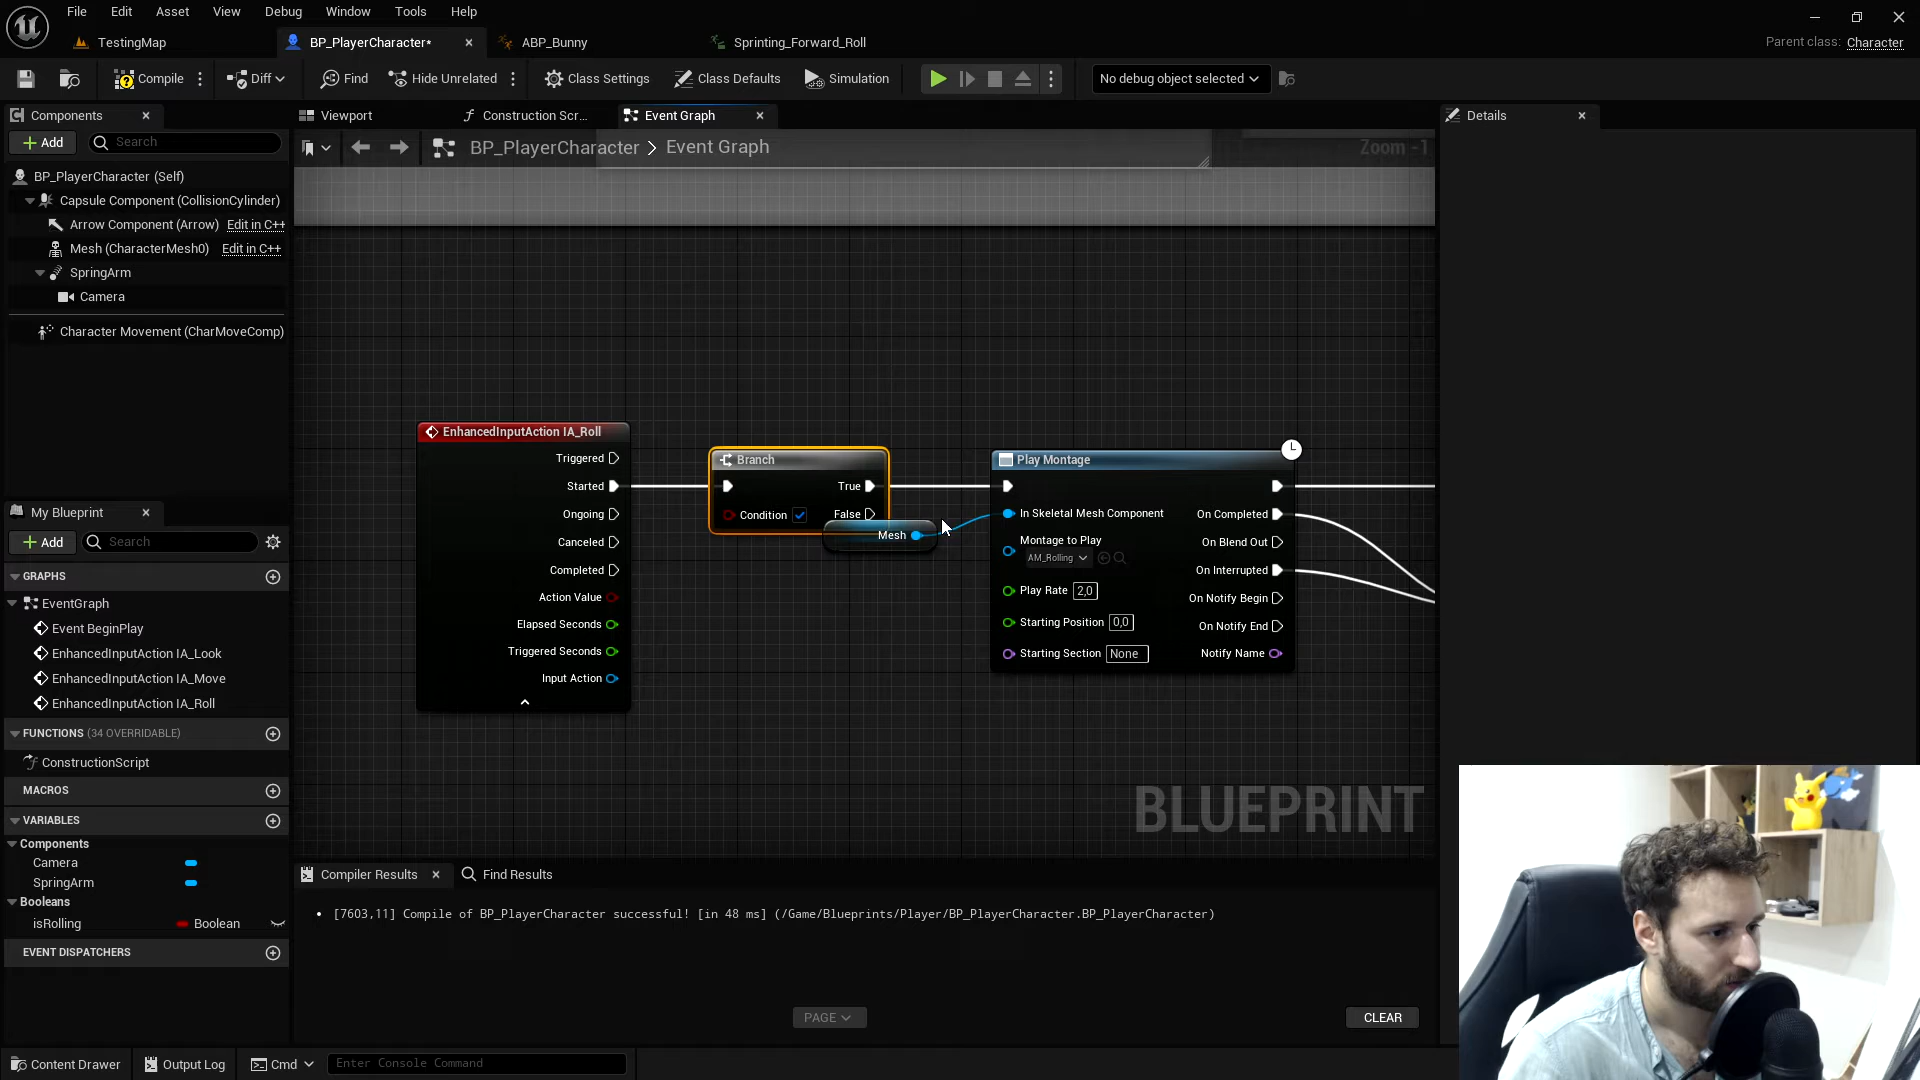 File Edit Asset View Debug Window Tools Help
TestingMap BP_PlayerCharacter* ABP_Bunny Sprinting_Forward_Roll
Parent class: Character
Compile Diff Find Hide Unrelated Class Settings Class Defaults Simulation No debug object selected
Components
Add Search
BP_PlayerCharacter (Self)
Capsule Component (CollisionCylinder)
Arrow Component (Arrow) Edit in C++
Mesh (CharacterMesh0) Edit in C++
SpringArm
Camera
Character Movement (CharMoveComp)
My Blueprint
Add Search
GRAPHS
EventGraph
Event BeginPlay
EnhancedInputAction IA_Look
EnhancedInputAction IA_Move
EnhancedInputAction IA_Roll
FUNCTIONS (34 OVERRIDABLE)
ConstructionScript
MACROS
VARIABLES
Components
Camera
SpringArm
Booleans
isRolling Boolean
EVENT DISPATCHERS
Viewport Construction Scr... Event Graph
BP_PlayerCharacter > Event Graph
Zoom -1
EnhancedInputAction IA_Roll
Triggered
Started
Ongoing
Canceled
Completed
Action Value
Elapsed Seconds
Triggered Seconds
Input Action
Branch
True
Condition False
Mesh
Play Montage
In Skeletal Mesh Component On Completed
Montage to Play On Blend Out
AM_Rolling
On Interrupted
Play Rate 2,0
On Notify Begin
Starting Position 0,0
On Notify End
Starting Section None Notify Name
BLUEPRINT
Compiler Results Find Results
• [7603,11] Compile of BP_PlayerCharacter successful! [in 48 ms] (/Game/Blueprints/Player/BP_PlayerCharacter.BP_PlayerCharacter)
PAGE
CLEAR
Details
Content Drawer Output Log Cmd Enter Console Command